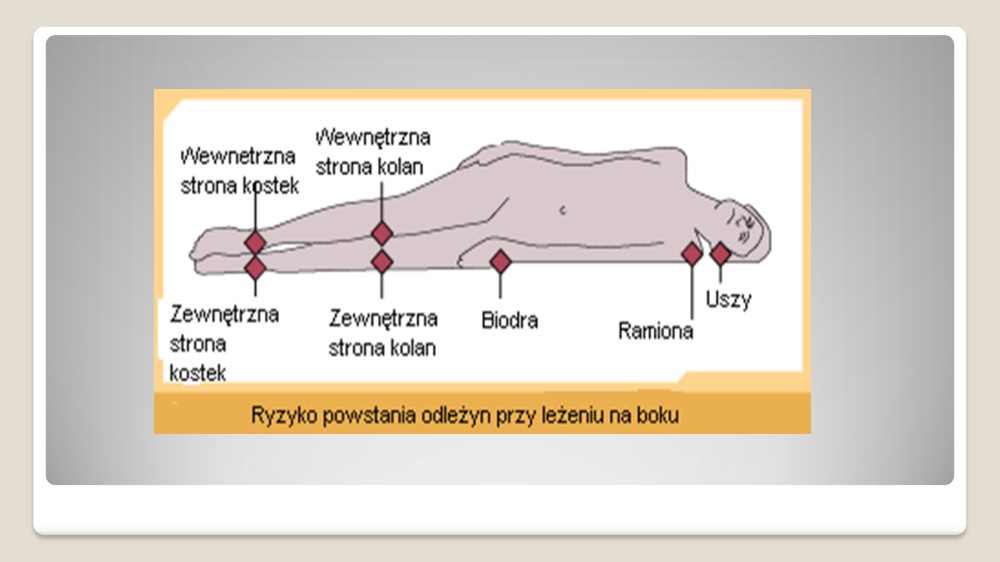 Wewnetrzna
strona kostek
Wewnętrzna
strona kolan
Zewnętrzna
strona
kostek
Zewnętrzna
strona kolan
Biodra
Ramiona
Uszy
Ryzyko powstania odleżyn przy leżeniu na boku